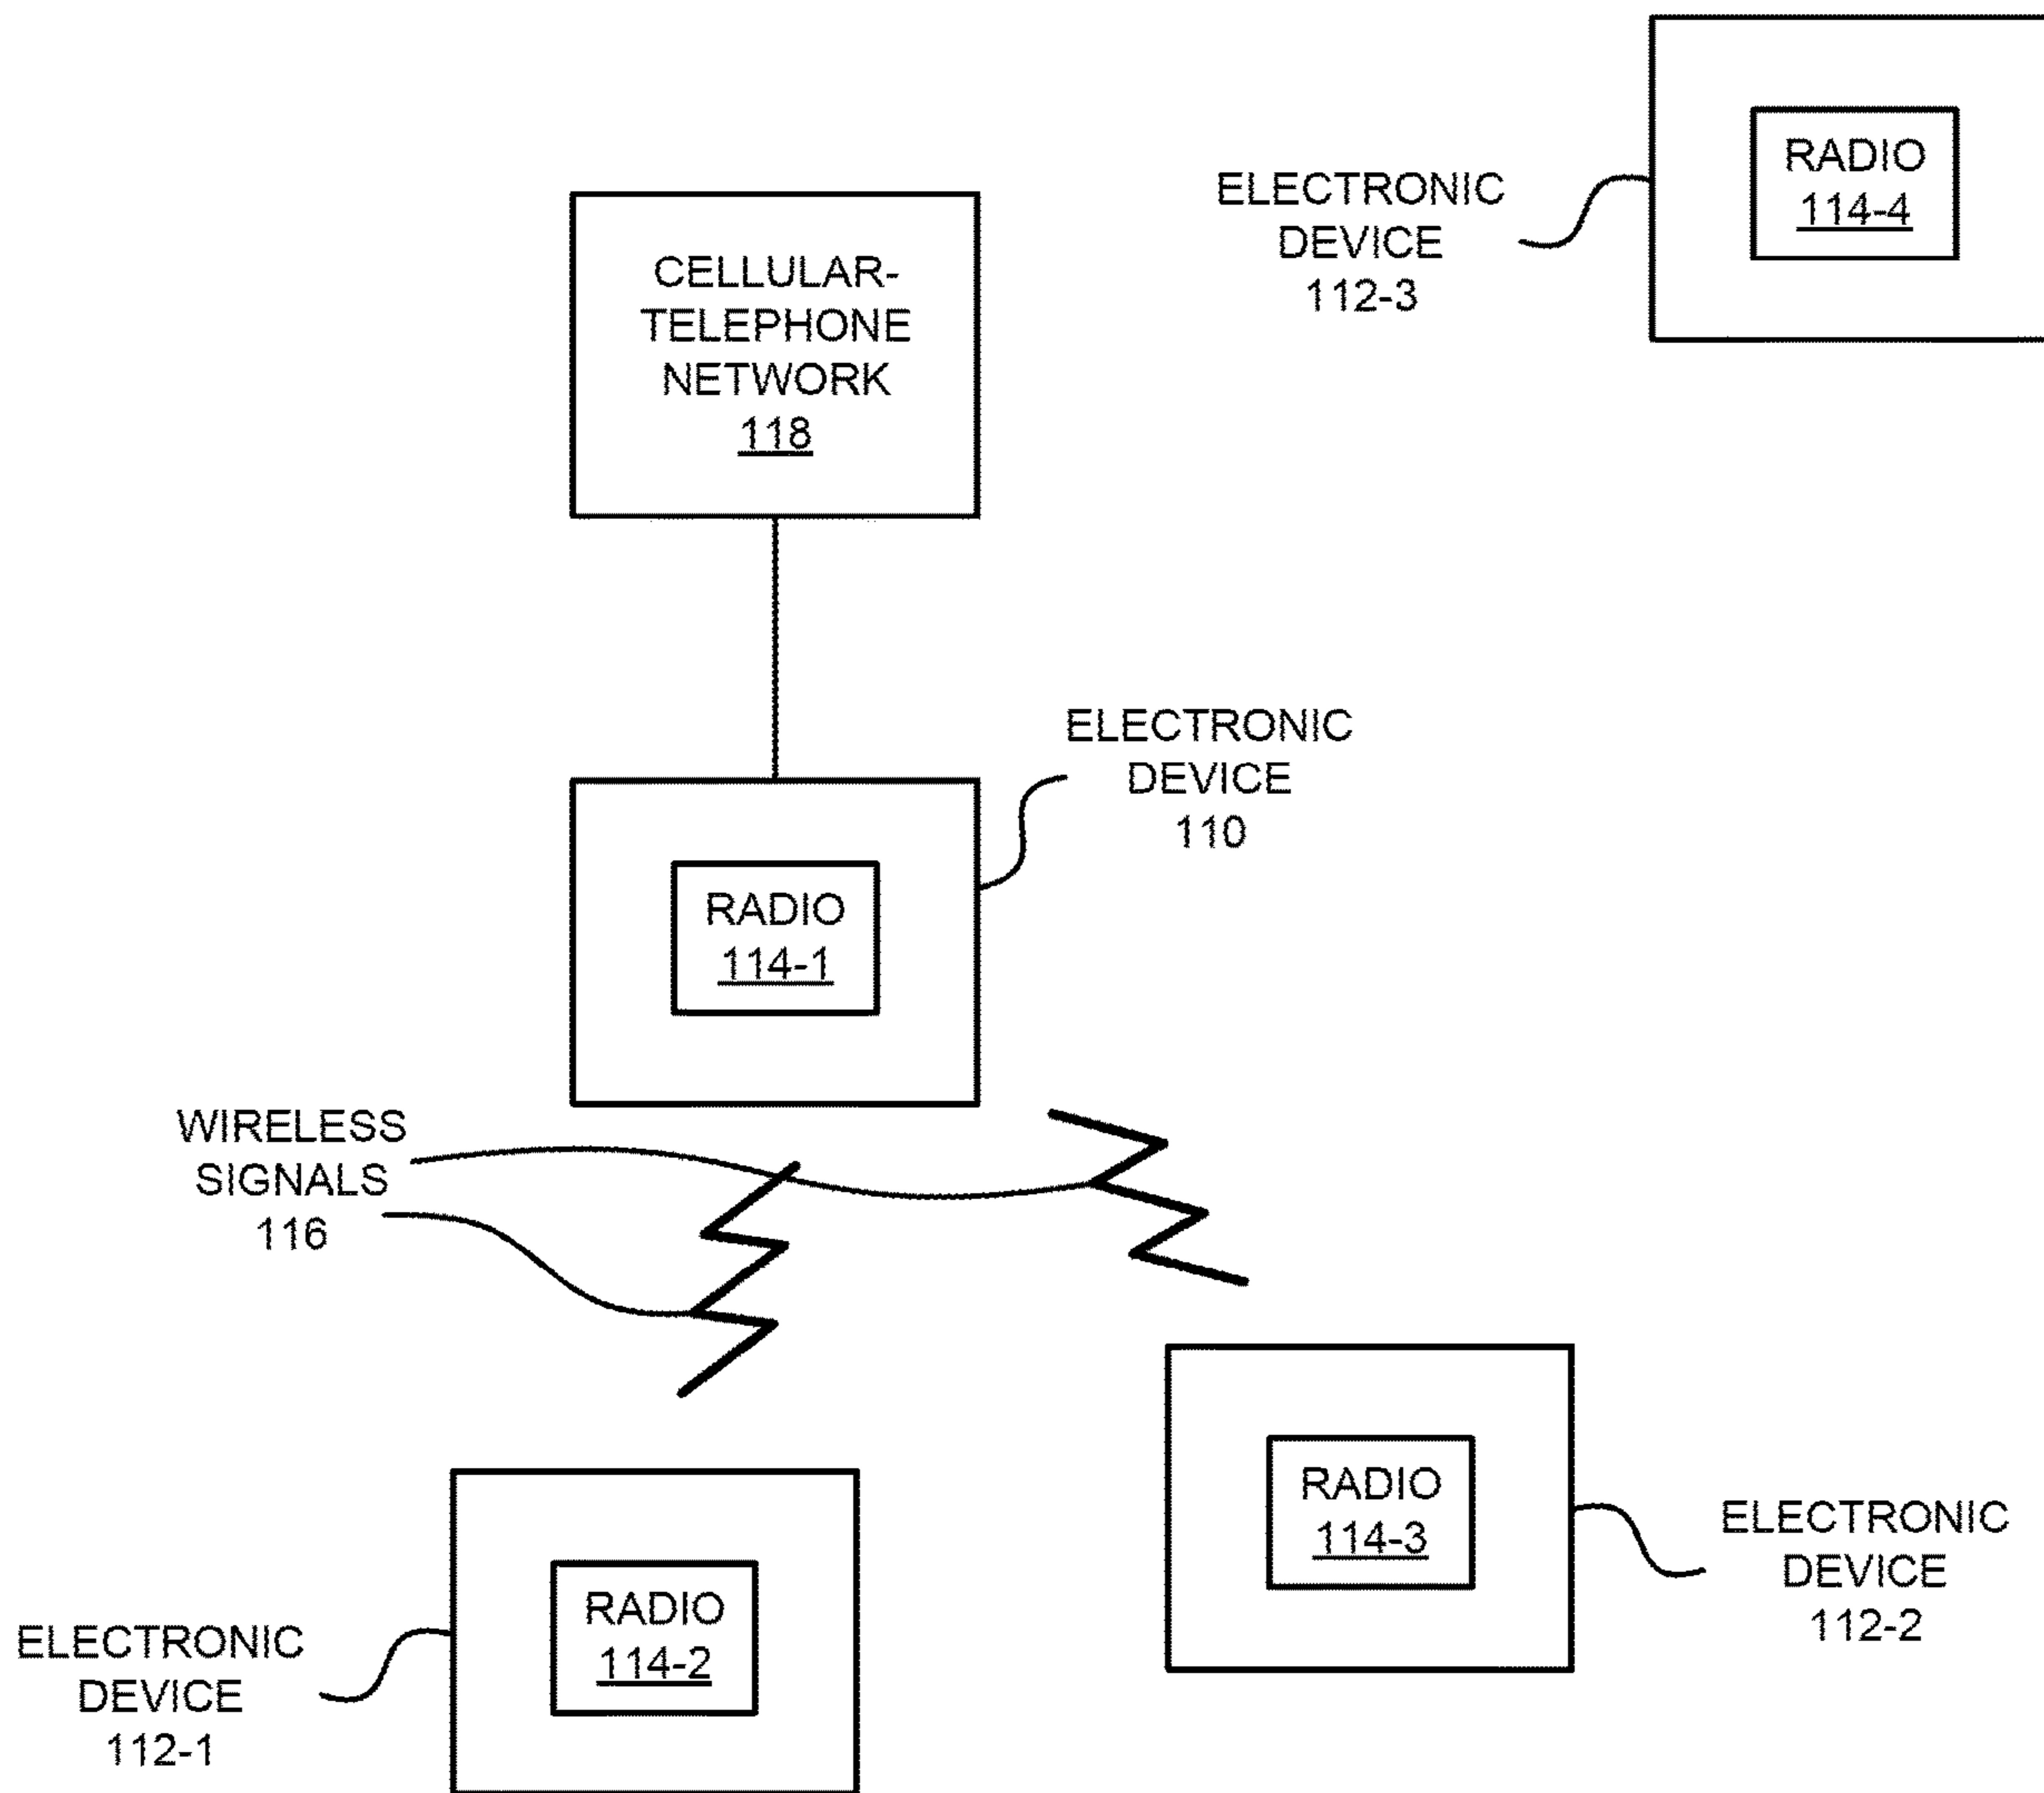 RADIO
114-4
ELECTRONIC
DEVICE
112-3
CELLULAR-
TELEPHONE
NETWORK
118
ELECTRONIC
DEVICE
110
RADIO
114-1
WIRELESS
SIGNALS
116
RADIO
114-3
ELECTRONIC
DEVICE
112-2
RADIO
114-2
ELECTRONIC
DEVICE
112-1